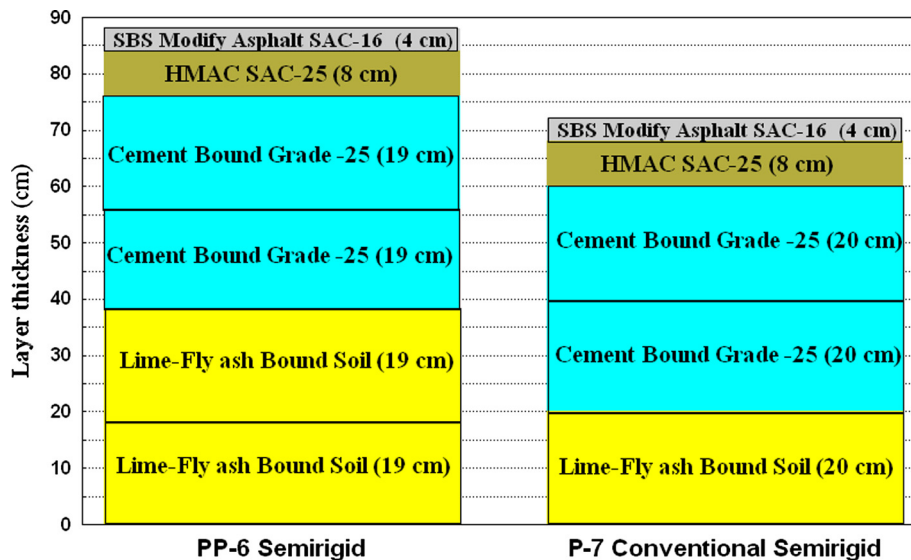 90
80
70
60
50
40
30
20
10
0
Layer thickness (cm)
SBS Modify Asphalt SAC-16 (4 cm)
HMAC SAC-25 (8 cm)
Cement Bound Grade -25 (19 cm)
Cement Bound Grade -25 (19 cm)
Lime-Fly ash Bound Soil (19 cm)
Lime-Fly ash Bound Soil (19 cm)
PP-6 Semirigid
SBS Modify Asphalt SAC-16 (4 cm)
HMAC SAC-25 (8 cm)
Cement Bound Grade -25 (20 cm)
Cement Bound Grade -25 (20 cm)
Lime-Fly ash Bound Soil (20 cm)
P-7 Conventional Semirigid